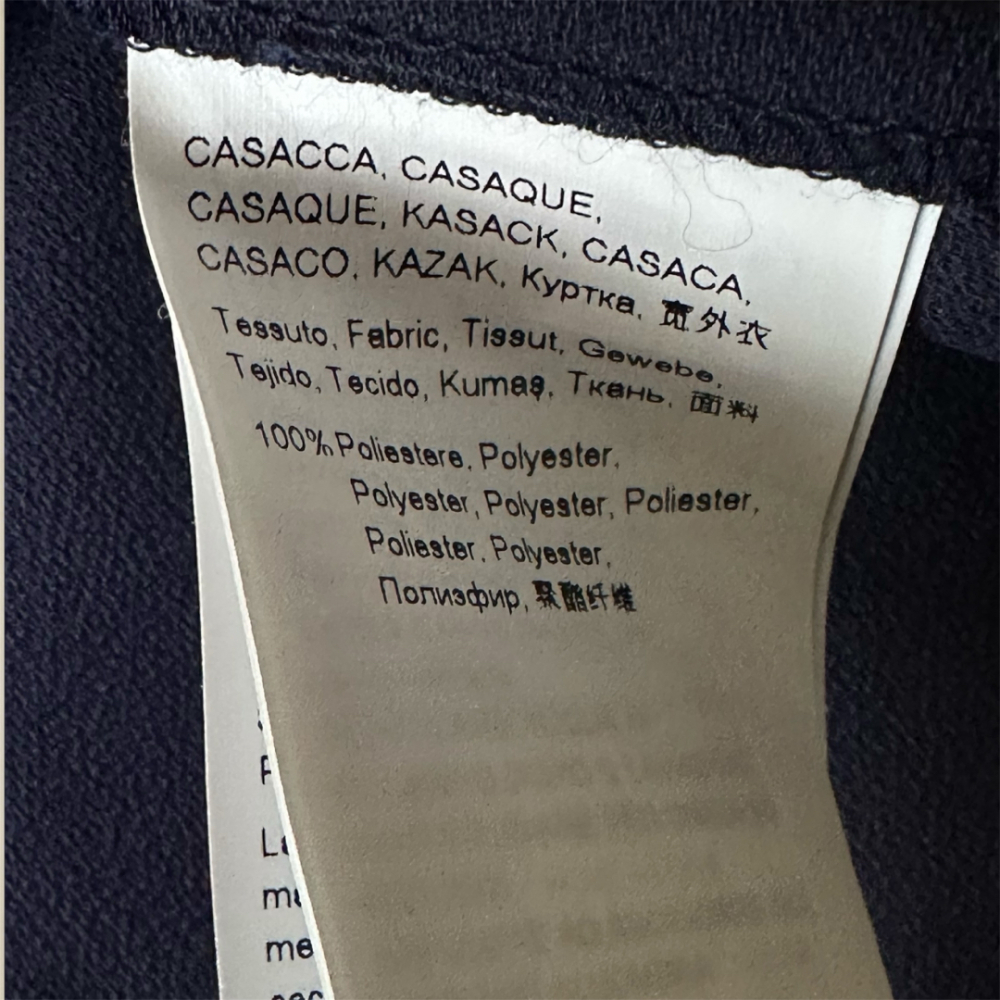 CASACCA, CASAQUE,
CASAQUE, KASACK, CASACA,
CASACO, KAZAK, Куртка, 宽外衣
Tessuto, Fabric, Tissut, Gewebe,
Tejido, Tecido, Kumaş, Ткань, 面料
100% Poliestere, Polyester,
Polyester, Polyester, Poliester,
Poliester, Polyester,
Полиэфир, 聚酯纤维
me